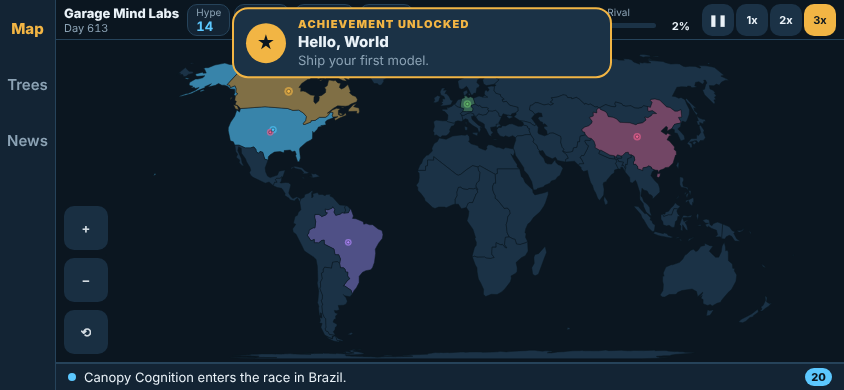 Map
Trees
News
Garage Mind Labs
Day 613
Hype
14
ACHIEVEMENT UNLOCKED
Hello, World
Ship your first model.
Rival
2%
1x
2x
3x
+
−
Canopy Cognition enters the race in Brazil.
20